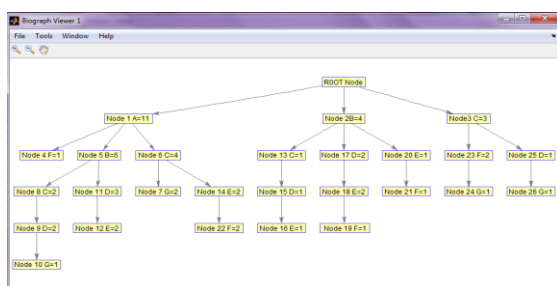 Biograph Viewer 1
File Tools Window Help
ROOT Node
Node 1 A=11 Node 2B=4 Node3 C=3
Node 4 F=1 Node 5 B=6 Node 6 C=4 Node 13 C=1 Node 17 D=2 Node 20 E=1 Node 23 F=2 Node 25 D=1
Node 8 C=2 Node 11 D=3 Node 7 G=2 Node 14 E=2 Node 15 D=1 Node 18 E=2 Node 21 F=1 Node 24 G=1 Node 26 G=1
Node 9 D=2 Node 12 E=2 Node 22 F=2 Node 16 E=1 Node 19 F=1
Node 10 G=1